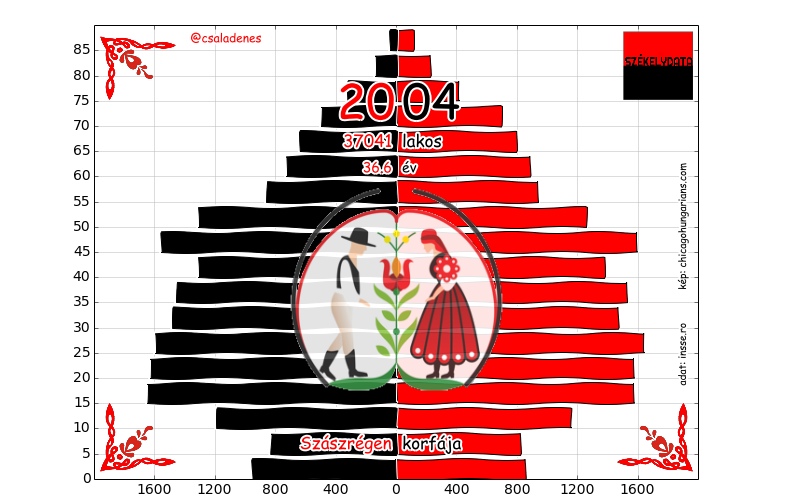 @csaladenes
SZÉKELYDATA
2004
37041 lakos
36.6 év
kép: chicagohungarians.com
adat: insse.ro
Szászrégen korfája
85
80
75
70
65
60
55
50
45
40
35
30
25
20
15
10
5
0
1600 1200 800 400 0 400 800 1200 1600